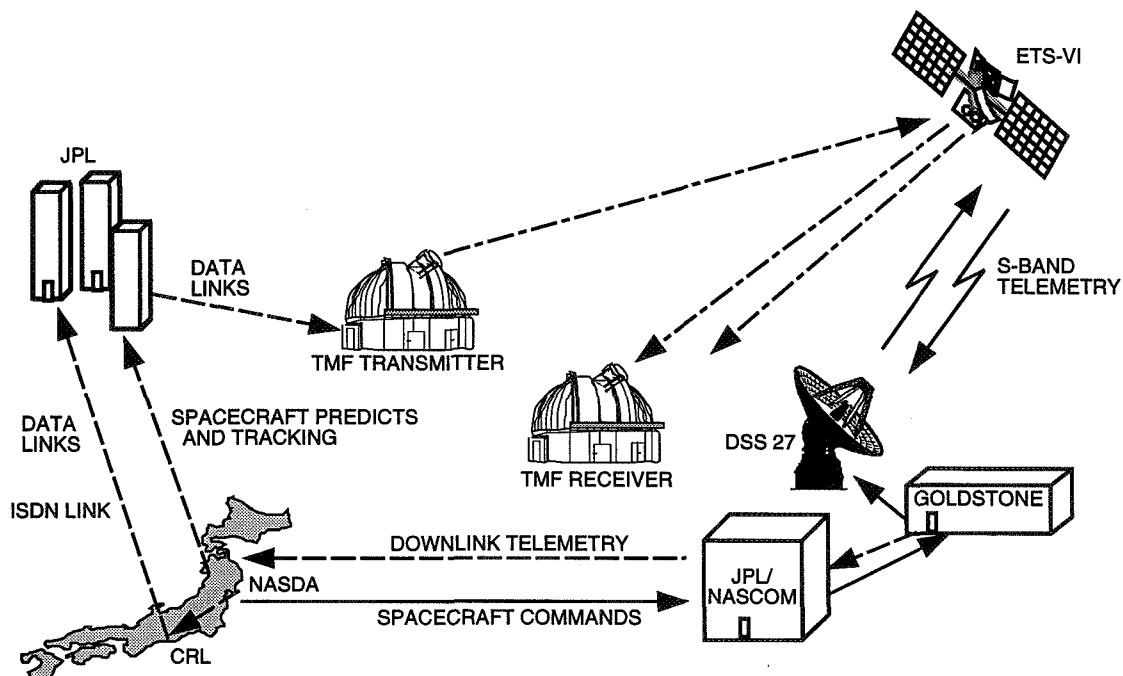 ETS-VI
JPL
DATA
LINKS
S-BAND
TELEMETRY
TMF TRANSMITTER
DATA
LINKS
SPACECRAFT PREDICTS
AND TRACKING
DSS 27
TMF RECEIVER
ISDN LINK
GOLDSTONE
DOWNLINK TELEMETRY
JPL/
NASCOM
NASDA
SPACECRAFT COMMANDS
CRL